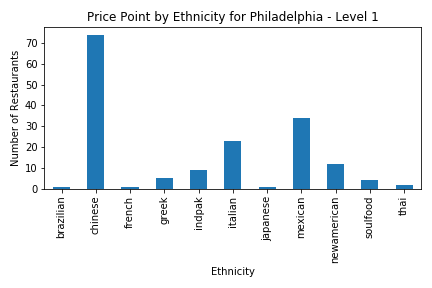 Price Point by Ethnicity for Philadelphia - Level 1
Number of Restaurants
70
60
50
40
30
20
10
0
brazilian
chinese
french
greek
indpak
italian
japanese
mexican
newamerican
soulfood
thai
Ethnicity